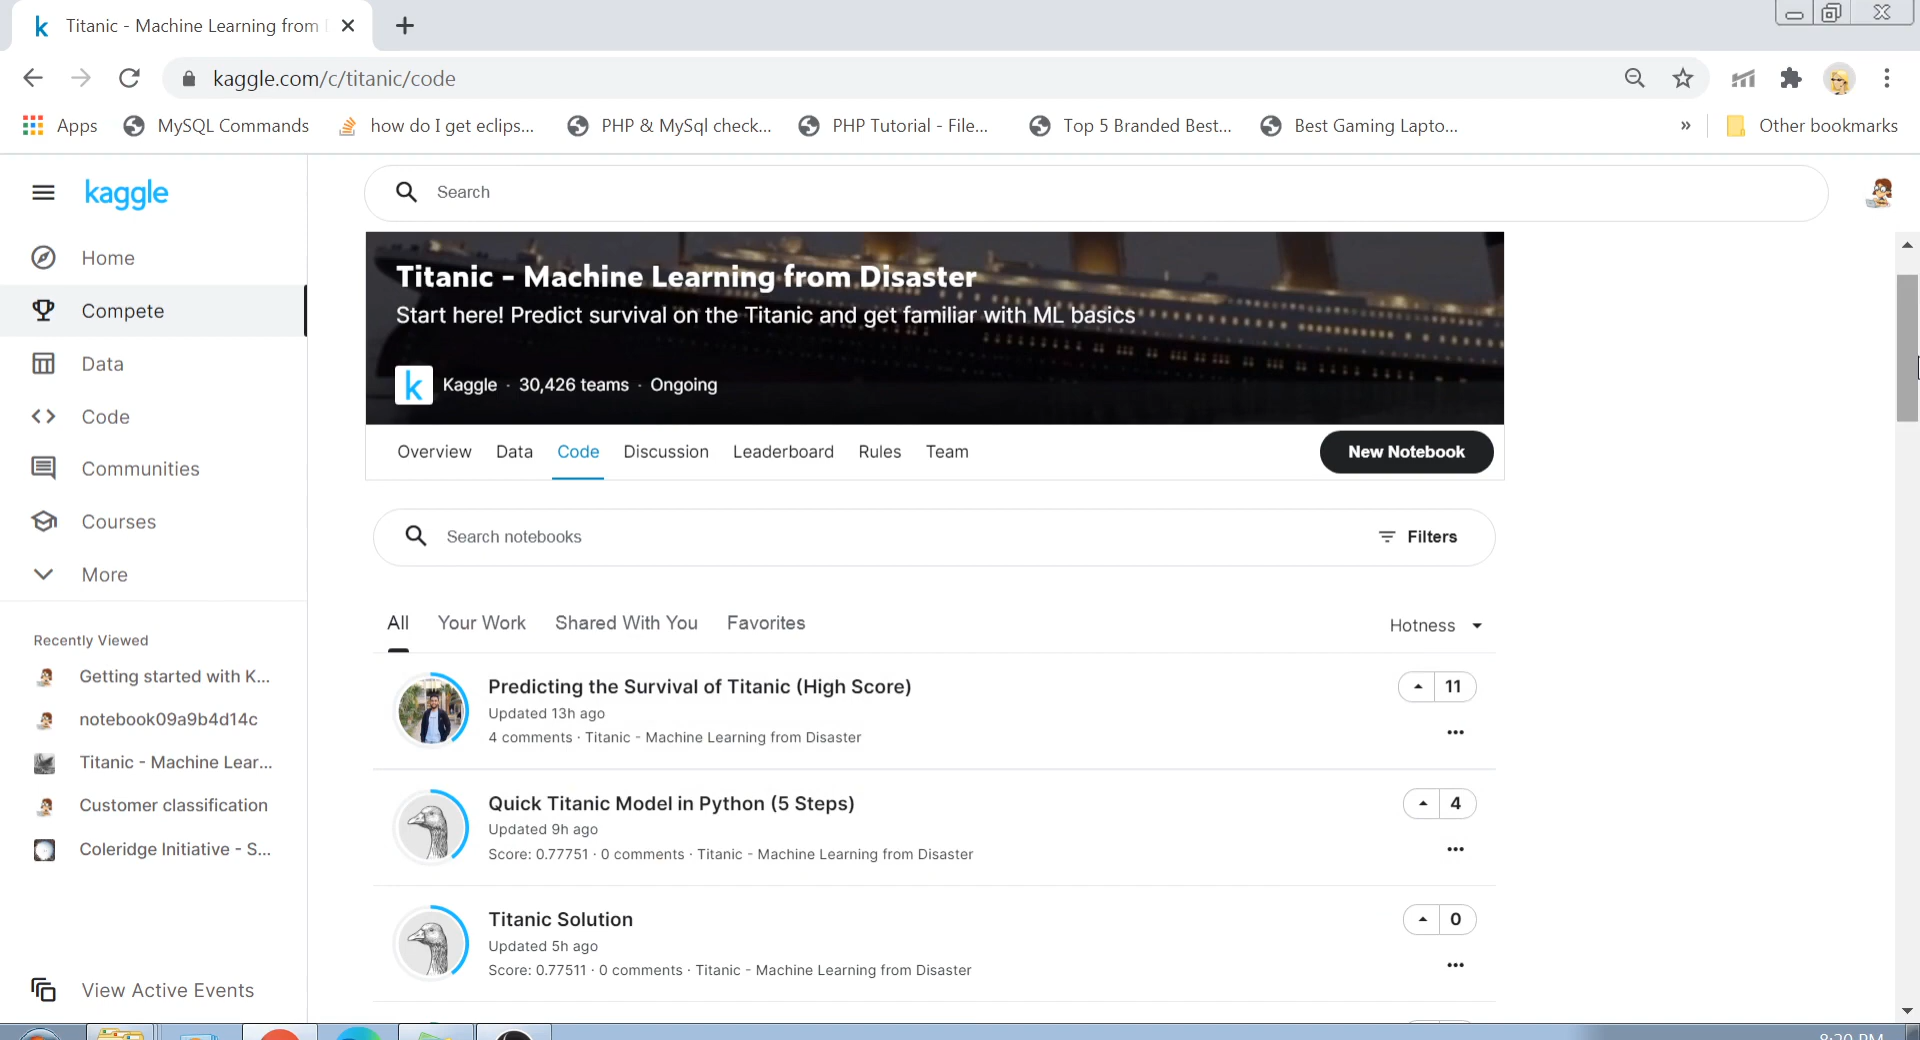 Titanic - Machine Learning from
kaggle.com/c/titanic/code
Apps MySQL Commands how do I get eclips... PHP & MySql check... PHP Tutorial - File... Top 5 Branded Best... Best Gaming Lapto... » Other bookmarks
kaggle
Search
Home
Compete
Data
Code
Communities
Courses
More
Recently Viewed
Getting started with K...
notebook09a9b4d14c
Titanic - Machine Lear...
Customer classification
Coleridge Initiative - S...
View Active Events
Titanic - Machine Learning from Disaster
Start here! Predict survival on the Titanic and get familiar with ML basics
k Kaggle · 30,426 teams · Ongoing
Overview Data Code Discussion Leaderboard Rules Team New Notebook
Search notebooks Filters
All Your Work Shared With You Favorites Hotness
Predicting the Survival of Titanic (High Score) 11
Updated 13h ago
4 comments · Titanic - Machine Learning from Disaster
Quick Titanic Model in Python (5 Steps) 4
Updated 9h ago
Score: 0.77751 · 0 comments · Titanic - Machine Learning from Disaster
Titanic Solution 0
Updated 5h ago
Score: 0.77511 · 0 comments · Titanic - Machine Learning from Disaster